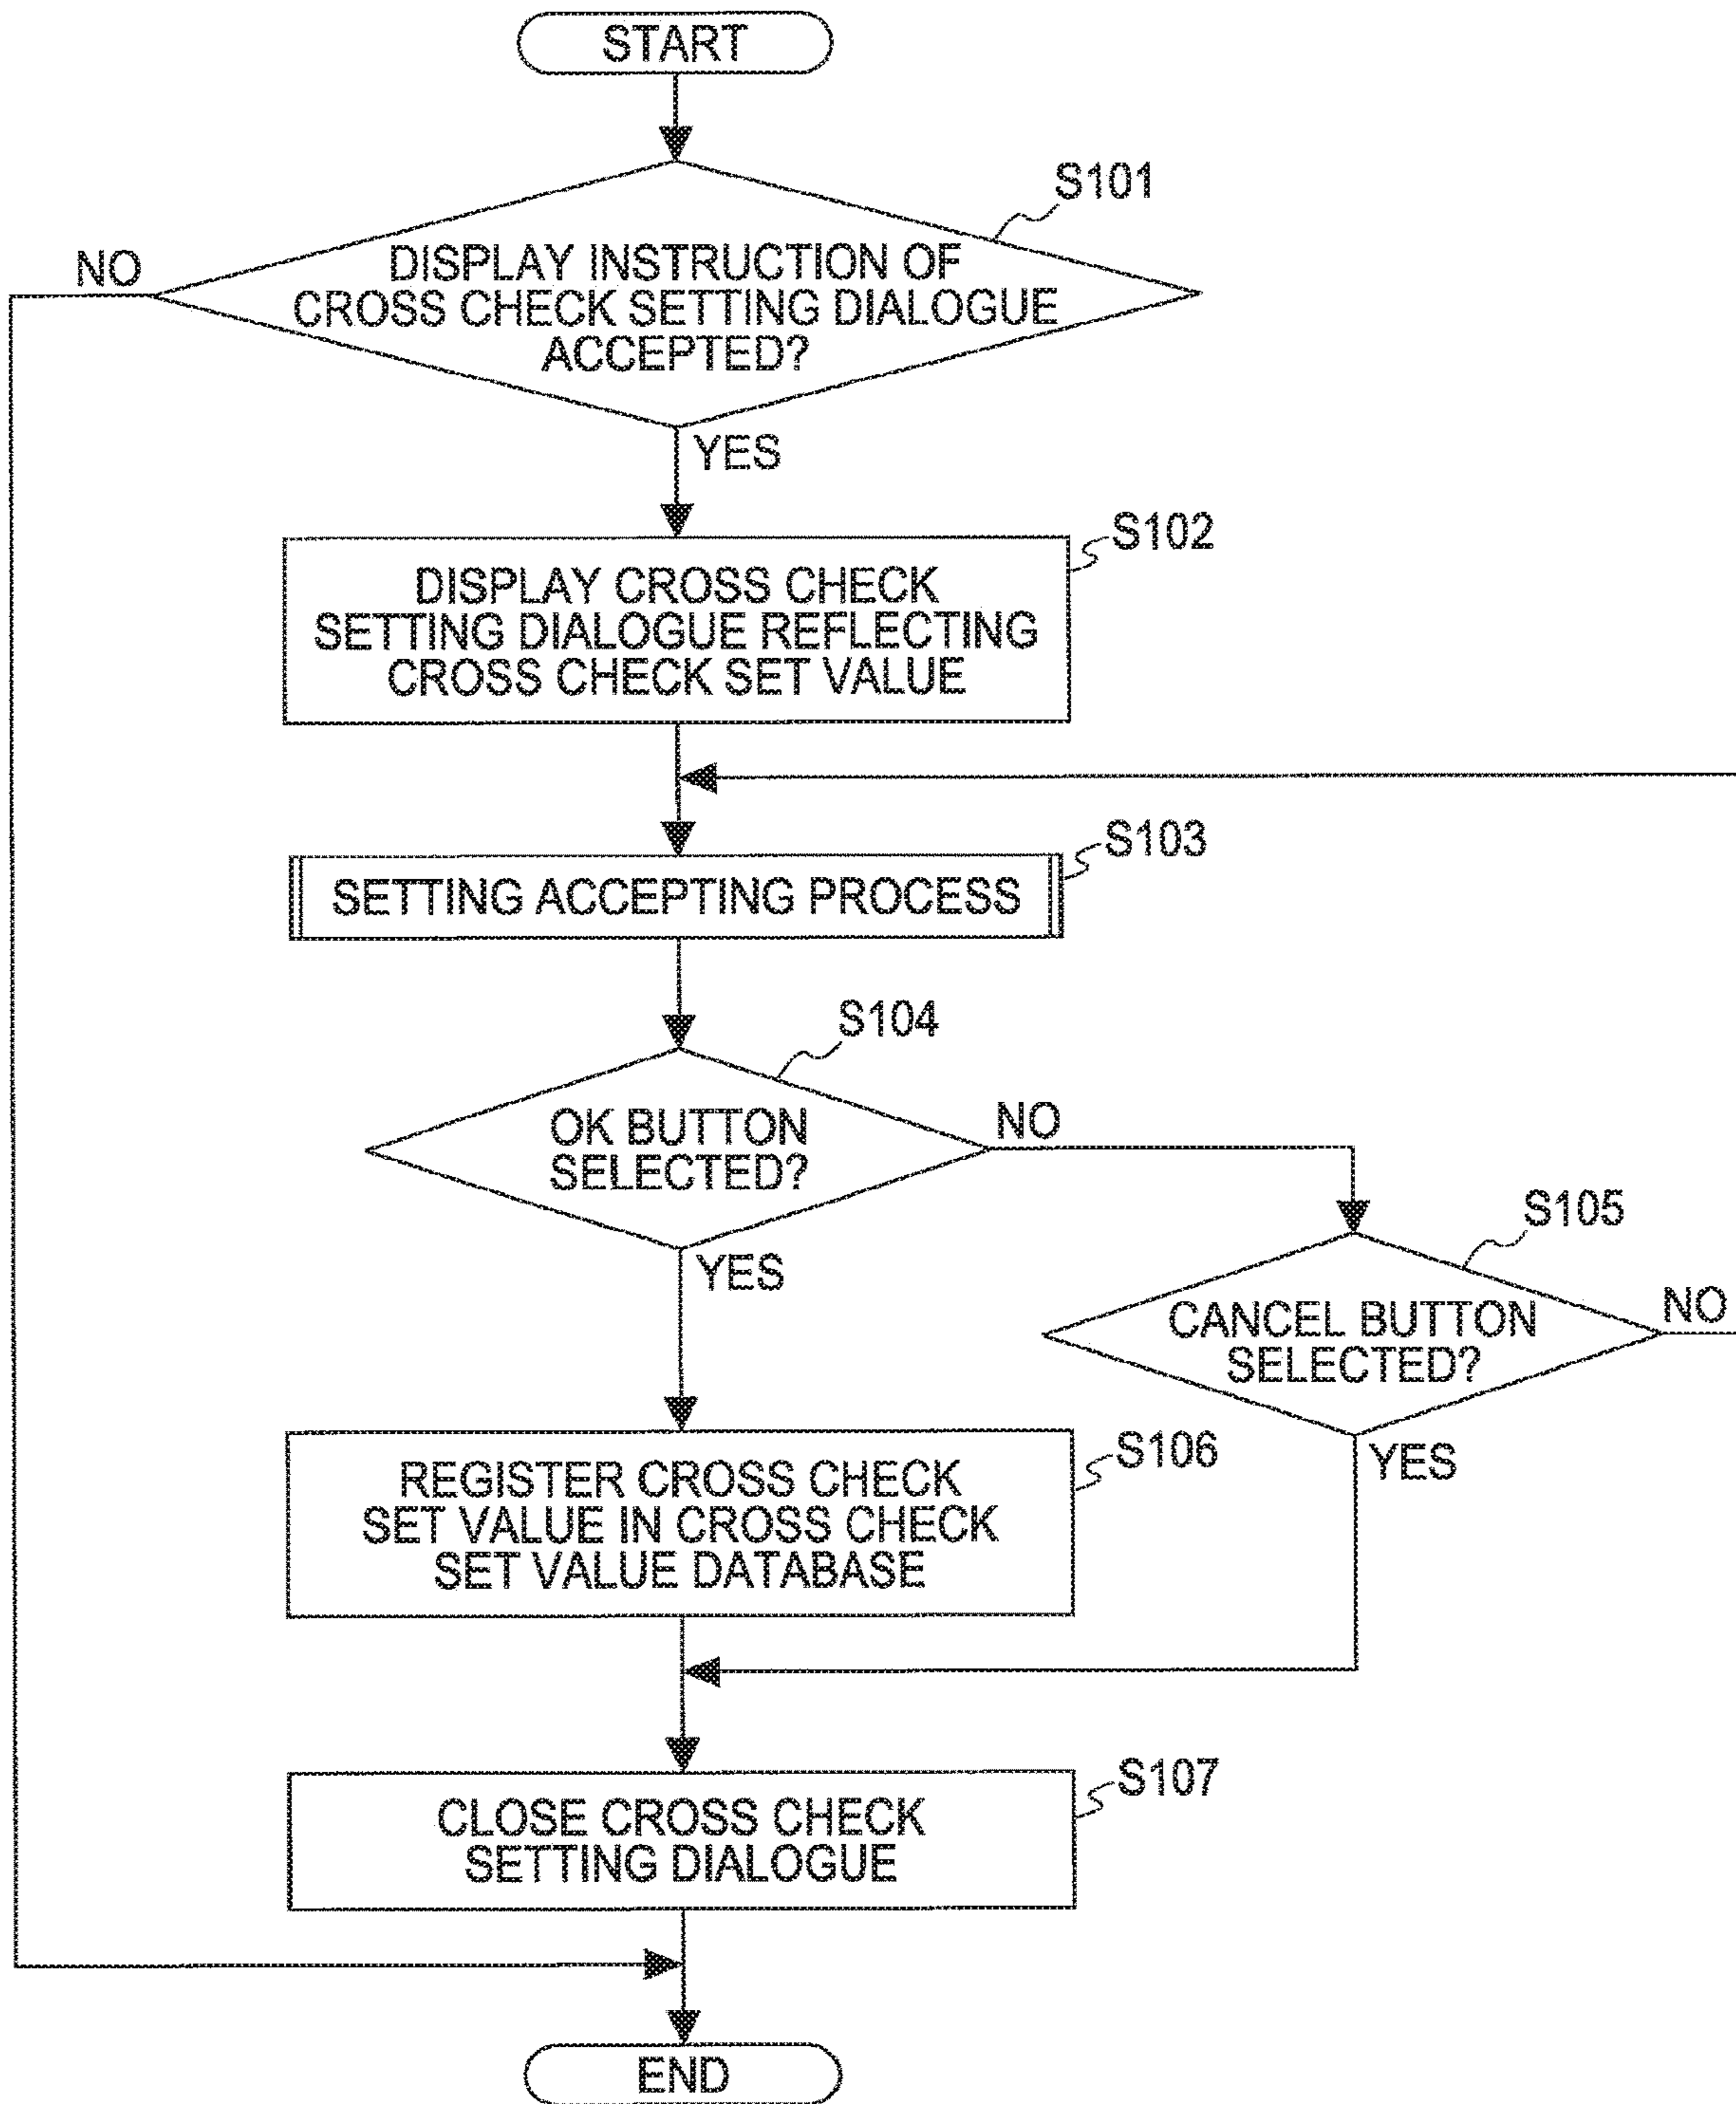 START
S101
NO
DISPLAY INSTRUCTION OF
CROSS CHECK SETTING DIALOGUE
ACCEPTED?
YES
S102
DISPLAY CROSS CHECK
SETTING DIALOGUE REFLECTING
CROSS CHECK SET VALUE
S103
SETTING ACCEPTING PROCESS
S104
OK BUTTON
SELECTED?
NO
YES
S105
CANCEL BUTTON
SELECTED?
NO
YES
S106
REGISTER CROSS CHECK
SET VALUE IN CROSS CHECK
SET VALUE DATABASE
S107
CLOSE CROSS CHECK
SETTING DIALOGUE
END